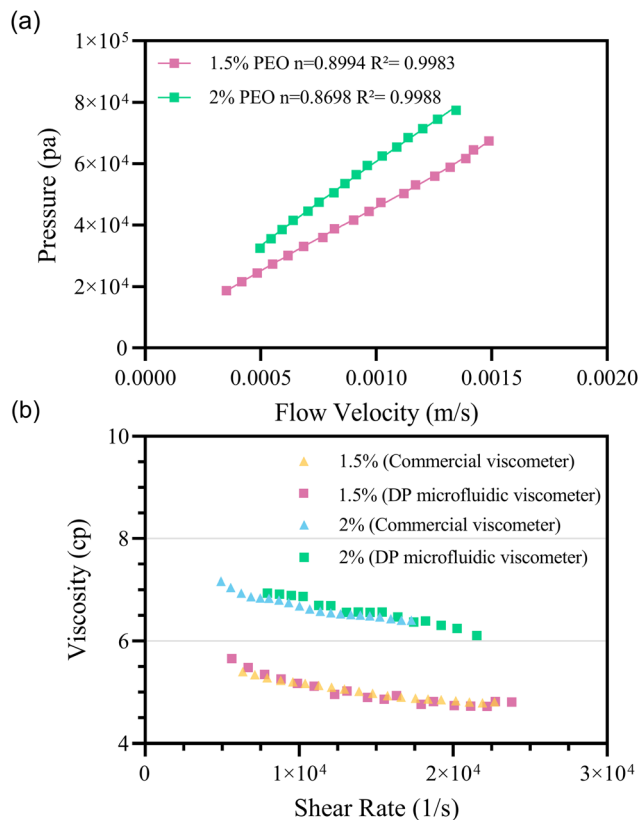 (a)
1×10⁵
8×10⁴
6×10⁴
4×10⁴
2×10⁴
0
Pressure (pa)
1.5% PEO n=0.8994 R²= 0.9983
2% PEO n=0.8698 R²= 0.9988
0.0000 0.0005 0.0010 0.0015 0.0020
Flow Velocity (m/s)
(b)
10
8
6
4
Viscosity (cp)
1.5% (Commercial viscometer)
1.5% (DP microfluidic viscometer)
2% (Commercial viscometer)
2% (DP microfluidic viscometer)
0 1×10⁴ 2×10⁴ 3×10⁴
Shear Rate (1/s)